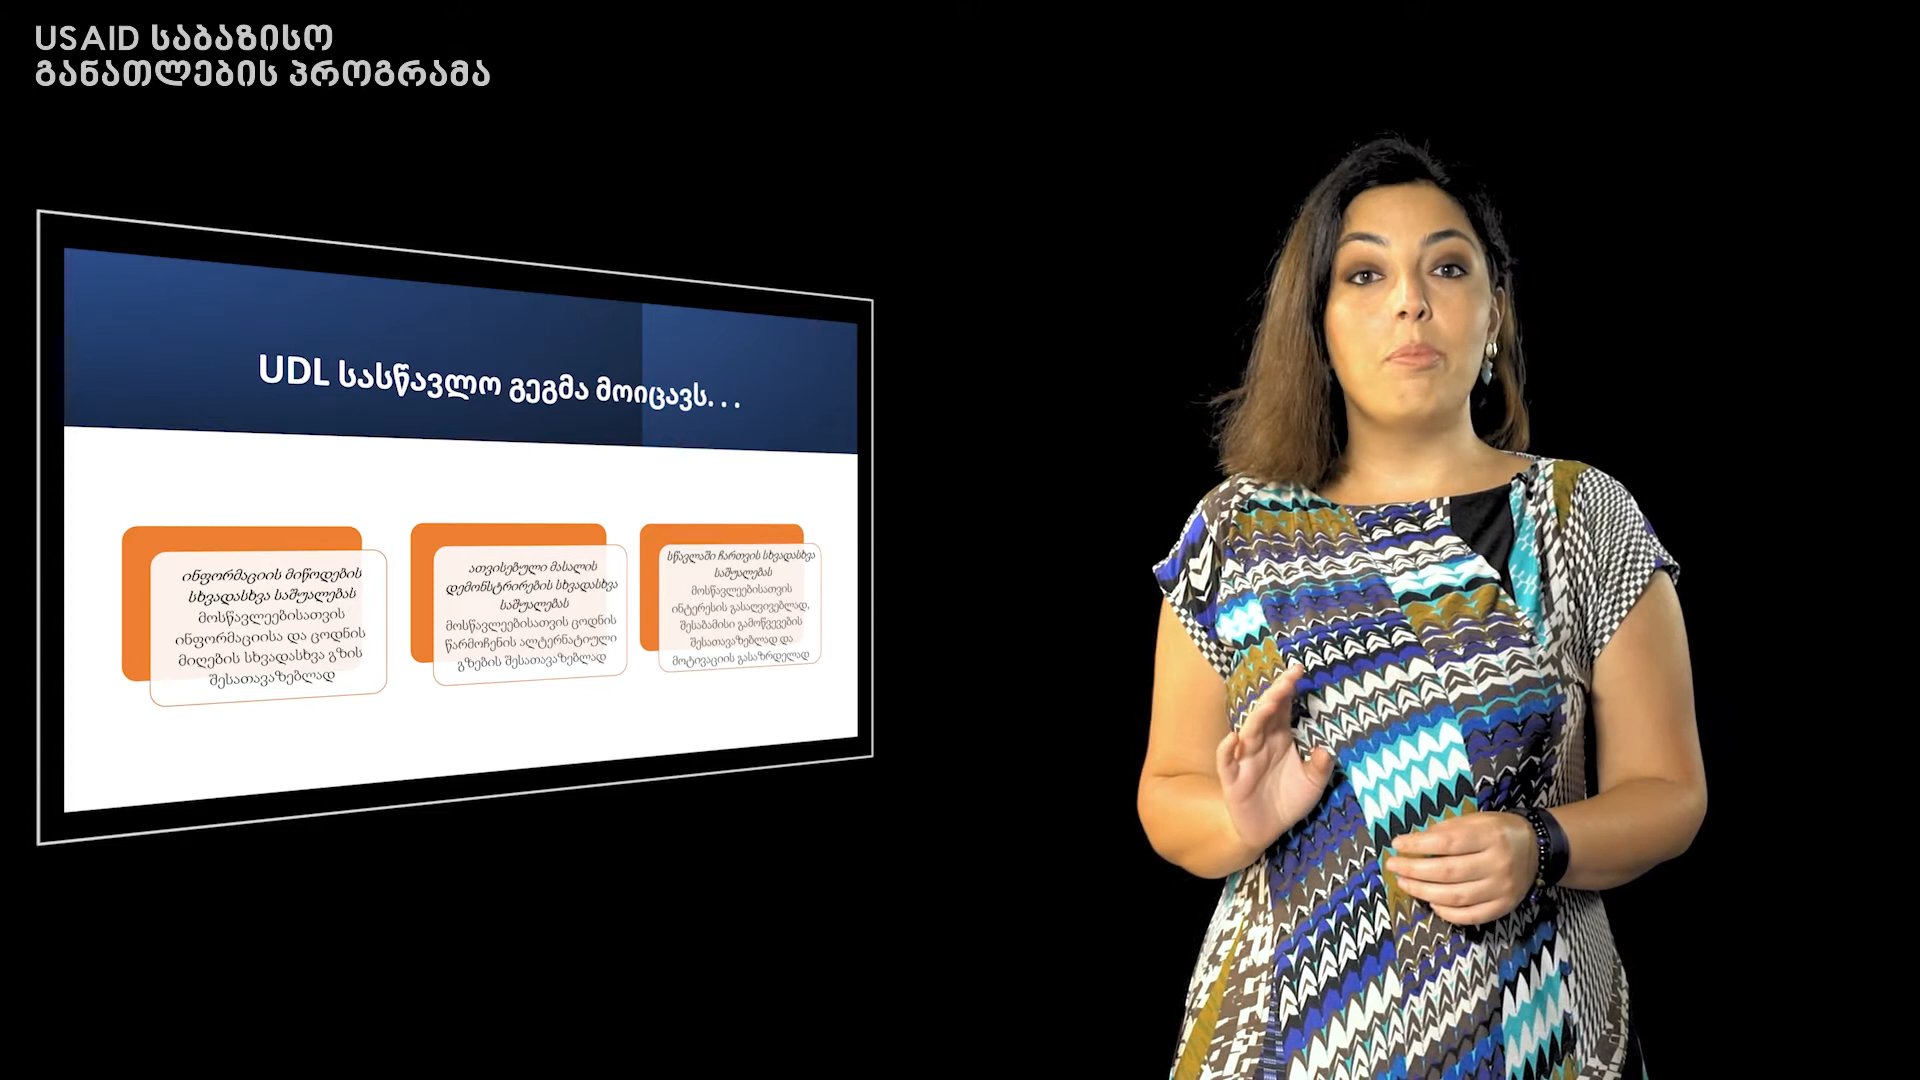 USAID ᲡᲐᲑᲐᲖᲘᲡᲝ
ᲒᲐᲜᲐᲗᲚᲔᲑᲘᲡ ᲞᲠᲝᲒᲠᲐᲛᲐ
UDL სასწავლო გეგმა მოიცავს. . .
ინფორმაციის მიწოდების
სხვადასხვა საშუალებას
მოსწავლეებისათვის
ინფორმაციისა და ცოდნის
მიღების სხვადასხვა გზის
შესათავაზებლად
ათვისებული მასალის
დემონსტრირების სხვადასხვა
საშუალებას
მოსწავლეებისათვის ცოდნის
წარმოჩენის ალტერნატიული
გზების შესათავაზებლად
სწავლაში ჩართვის სხვადასხვა
საშუალებას
მოსწავლეებისათვის
ინტერესის გასაღვივებლად,
შესაბამისი გამოწვევების
შესათავაზებლად და
მოტივაციის გასაზრდელად